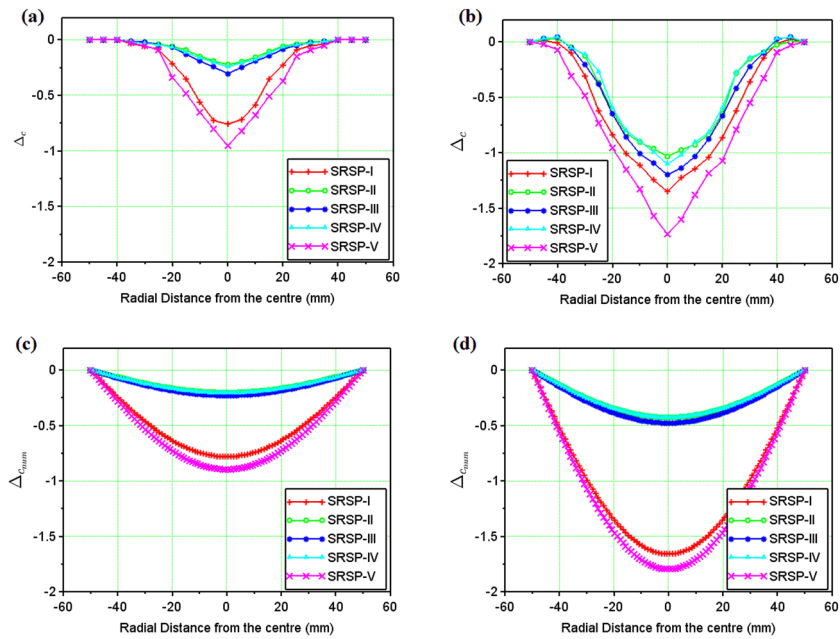 (a)
0
-0.5
-1
-1.5
-2
Δc
SRSP-I
SRSP-II
SRSP-III
SRSP-IV
SRSP-V
-60 -40 -20 0 20 40 60
Radial Distance from the centre (mm)
(b)
0
-0.5
-1
-1.5
-2
Δc
SRSP-I
SRSP-II
SRSP-III
SRSP-IV
SRSP-V
-60 -40 -20 0 20 40 60
Radial Distance from the centre (mm)
(c)
0
-0.5
-1
-1.5
-2
Δcnum
SRSP-I
SRSP-II
SRSP-III
SRSP-IV
SRSP-V
-60 -40 -20 0 20 40 60
Radial Distance from the centre (mm)
(d)
0
-0.5
-1
-1.5
-2
Δcnum
SRSP-I
SRSP-II
SRSP-III
SRSP-IV
SRSP-V
-60 -40 -20 0 20 40 60
Radial Distance from the centre (mm)